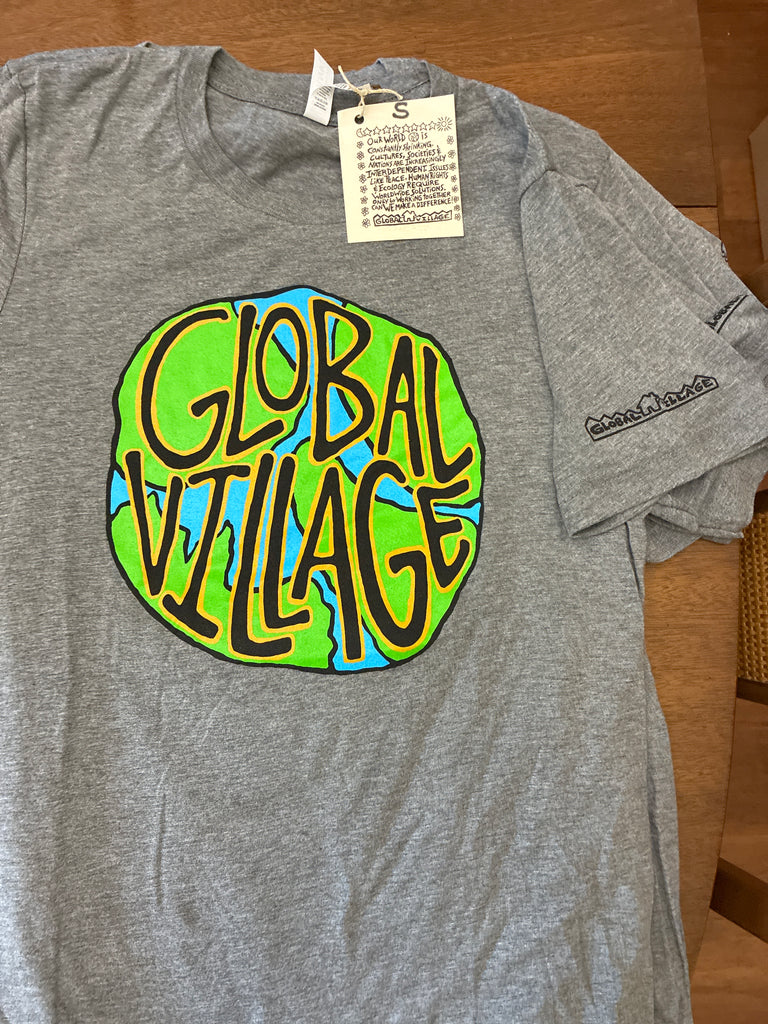 S
OUR WORLD IS
CONSTANTLY SHRINKING.
CULTURES, SOCIETIES &
NATIONS ARE INCREASINGLY
INTERDEPENDENT. ISSUES
LIKE PEACE, HUMAN RIGHTS
& ECOLOGY REQUIRE
WORLDWIDE SOLUTIONS.
ONLY by WORKING TOGETHER
CAN WE MAKE A DIFFERENCE!
GLOBAL VILLAGE
GLOBAL
VILLAGE
GLOBAL VILLAGE